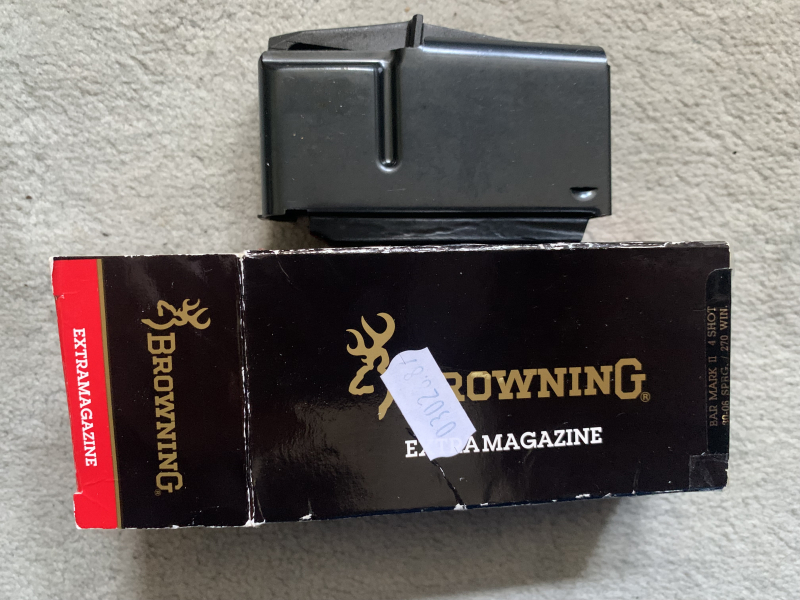 EXTRAMAGAZINE
BROWNING®
BROWNING®
EXTRAMAGAZINE
BAR MARK II 4 SHOT
30-06 SPRG. / 270 WIN.